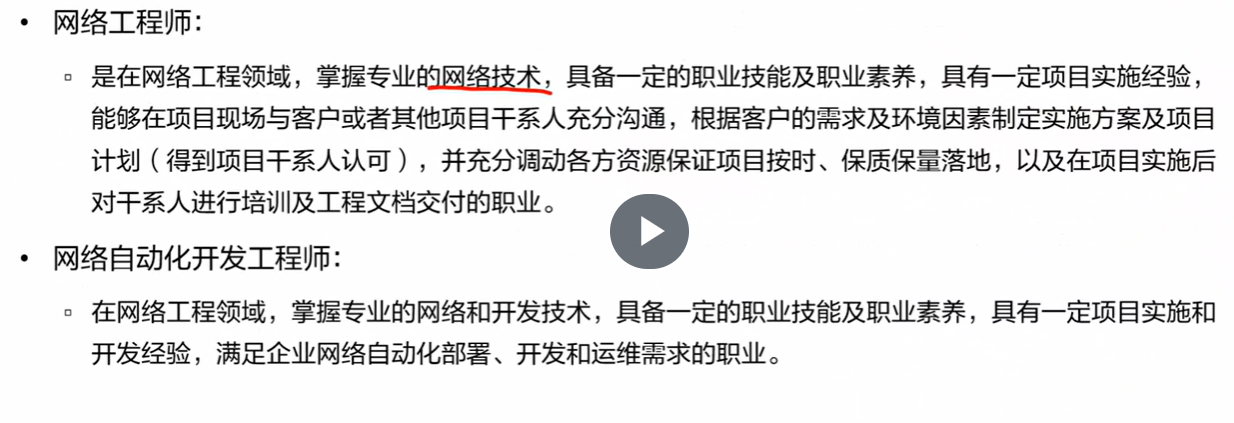 • 网络工程师：
▫ 是在网络工程领域，掌握专业的网络技术，具备一定的职业技能及职业素养，具有一定项目实施经验，
能够在项目现场与客户或者其他项目干系人充分沟通，根据客户的需求及环境因素制定实施方案及项目
计划（得到项目干系人认可），并充分调动各方资源保证项目按时、保质保量落地，以及在项目实施后
对干系人进行培训及工程文档交付的职业。
• 网络自动化开发工程师：
▫ 在网络工程领域，掌握专业的网络和开发技术，具备一定的职业技能及职业素养，具有一定项目实施和
开发经验，满足企业网络自动化部署、开发和运维需求的职业。